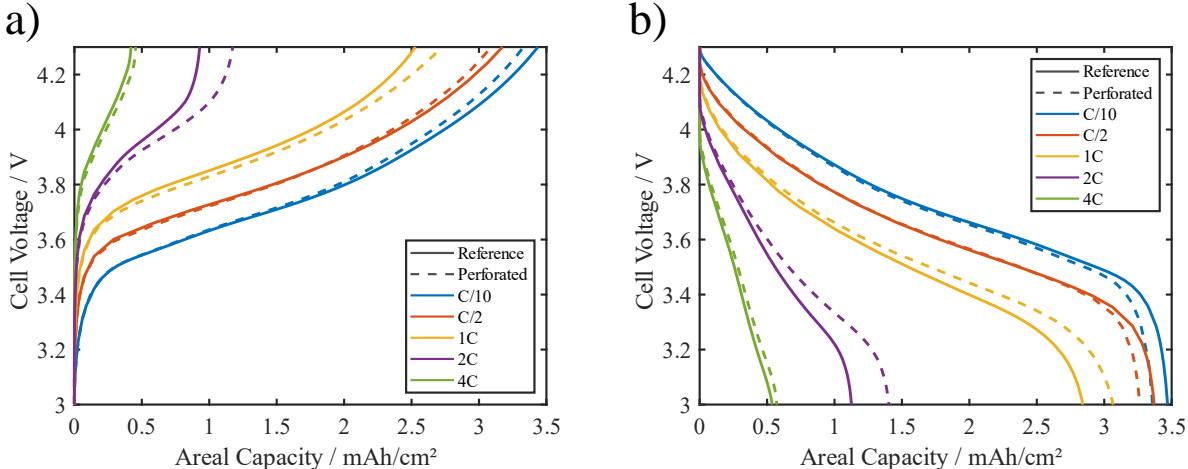 a)
Cell Voltage / V
4.2
4
3.8
3.6
3.4
3.2
3
0
0.5
1
1.5
2
2.5
3
3.5
Areal Capacity / mAh/cm²
Reference
Perforated
C/10
C/2
1C
2C
4C
b)
Cell Voltage / V
4.2
4
3.8
3.6
3.4
3.2
3
0
0.5
1
1.5
2
2.5
3
3.5
Areal Capacity / mAh/cm²
Reference
Perforated
C/10
C/2
1C
2C
4C